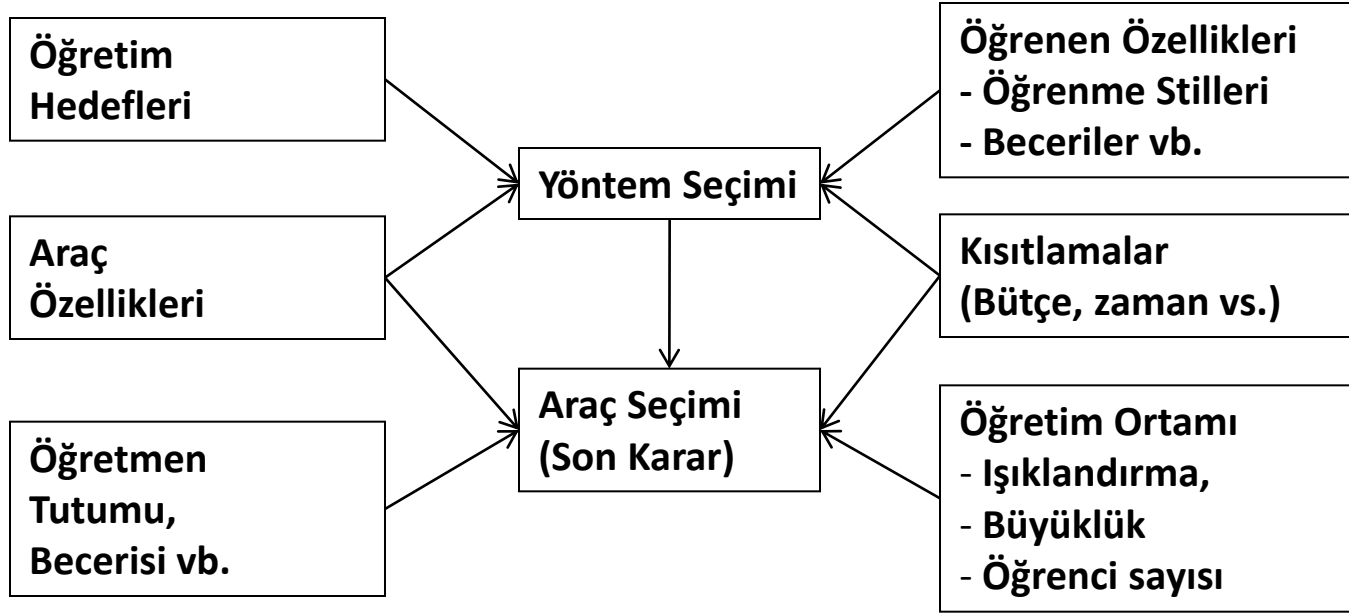 Öğretim
Hedefleri
Araç
Özellikleri
Öğretmen
Tutumu,
Becerisi vb.
Yöntem Seçimi
Araç Seçimi
(Son Karar)
Öğrenen Özellikleri
- Öğrenme Stilleri
- Beceriler vb.
Kısıtlamalar
(Bütçe, zaman vs.)
Öğretim Ortamı
- Işıklandırma,
- Büyüklük
- Öğrenci sayısı